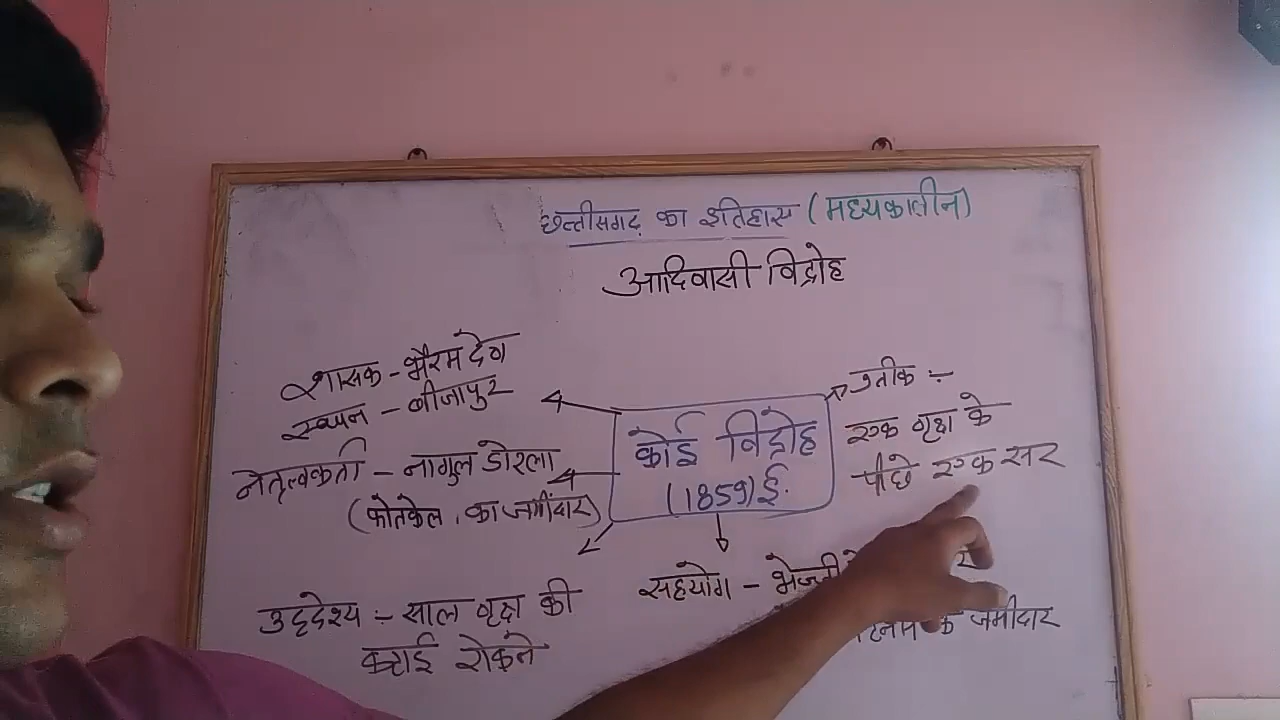 छत्तीसगढ़ का इतिहास (मध्यकालीन)
आदिवासी विद्रोह
शासक - भैरमदेव
स्थान - बीजापुर
नेतृत्वकर्ता - नागुल दोरला
(फोतकेल, का जमींदार)
कोई विद्रोह
(1859) ई.
प्रतीक :-
एक वृक्ष के
पीछे एक सर
उद्देश्य :- साल वृक्ष की
कटाई रोकने
सहयोग - भेज्जी
के जमींदार